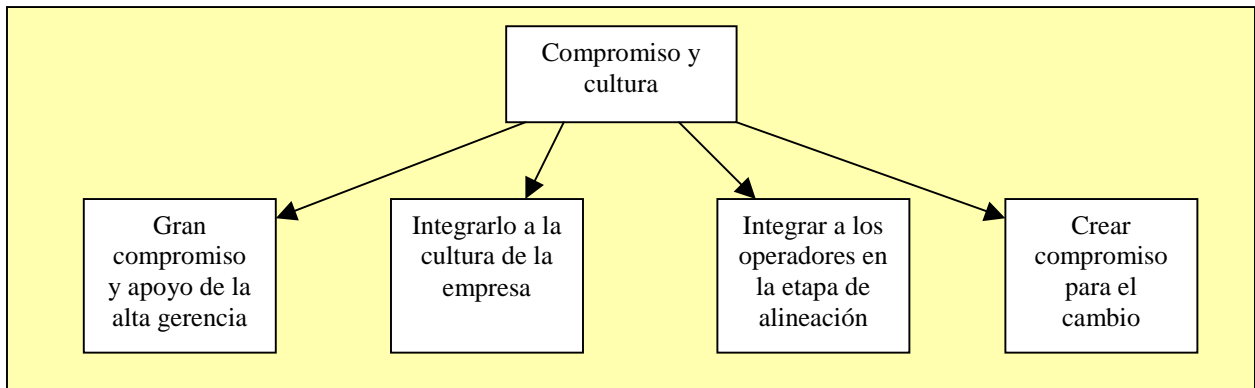 Compromiso y
cultura
Gran
compromiso
y apoyo de la
alta gerencia
Integrarlo a la
cultura de la
empresa
Integrar a los
operadores en
la etapa de
alineación
Crear
compromiso
para el
cambio